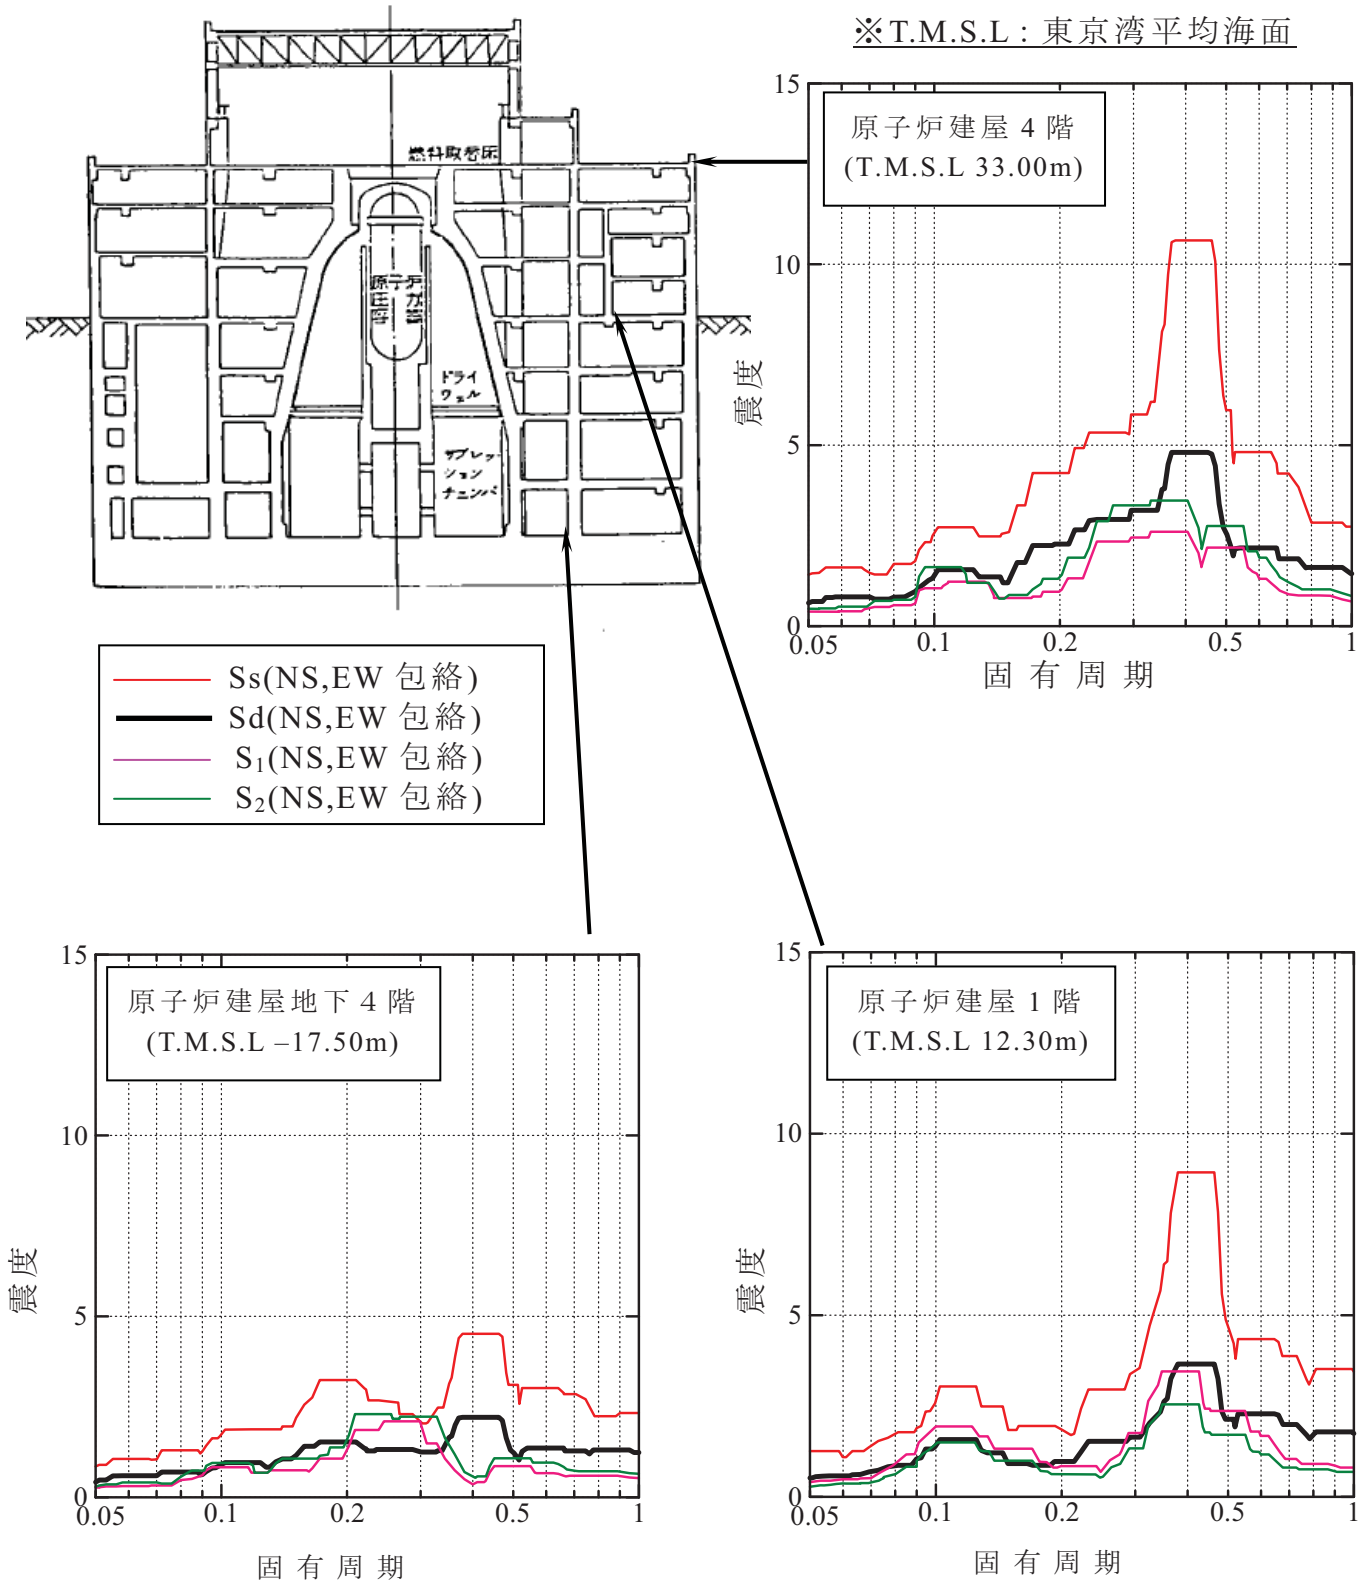 ※T.M.S.L : 東京湾平均海面
燃料取替床
原子炉
圧力
容器
ドライ
ウェル
サプレッ
ション
チェンバ
15
10
5
0
震度
原子炉建屋 4 階
(T.M.S.L 33.00m)
0.05
0.1
0.2
0.5
1
固有周期
Ss(NS,EW 包絡)
Sd(NS,EW 包絡)
S₁(NS,EW 包絡)
S₂(NS,EW 包絡)
15
10
5
0
震度
原子炉建屋地下 4 階
(T.M.S.L –17.50m)
0.05
0.1
0.2
0.5
1
固有周期
15
10
5
0
震度
原子炉建屋 1 階
(T.M.S.L 12.30m)
0.05
0.1
0.2
0.5
1
固有周期